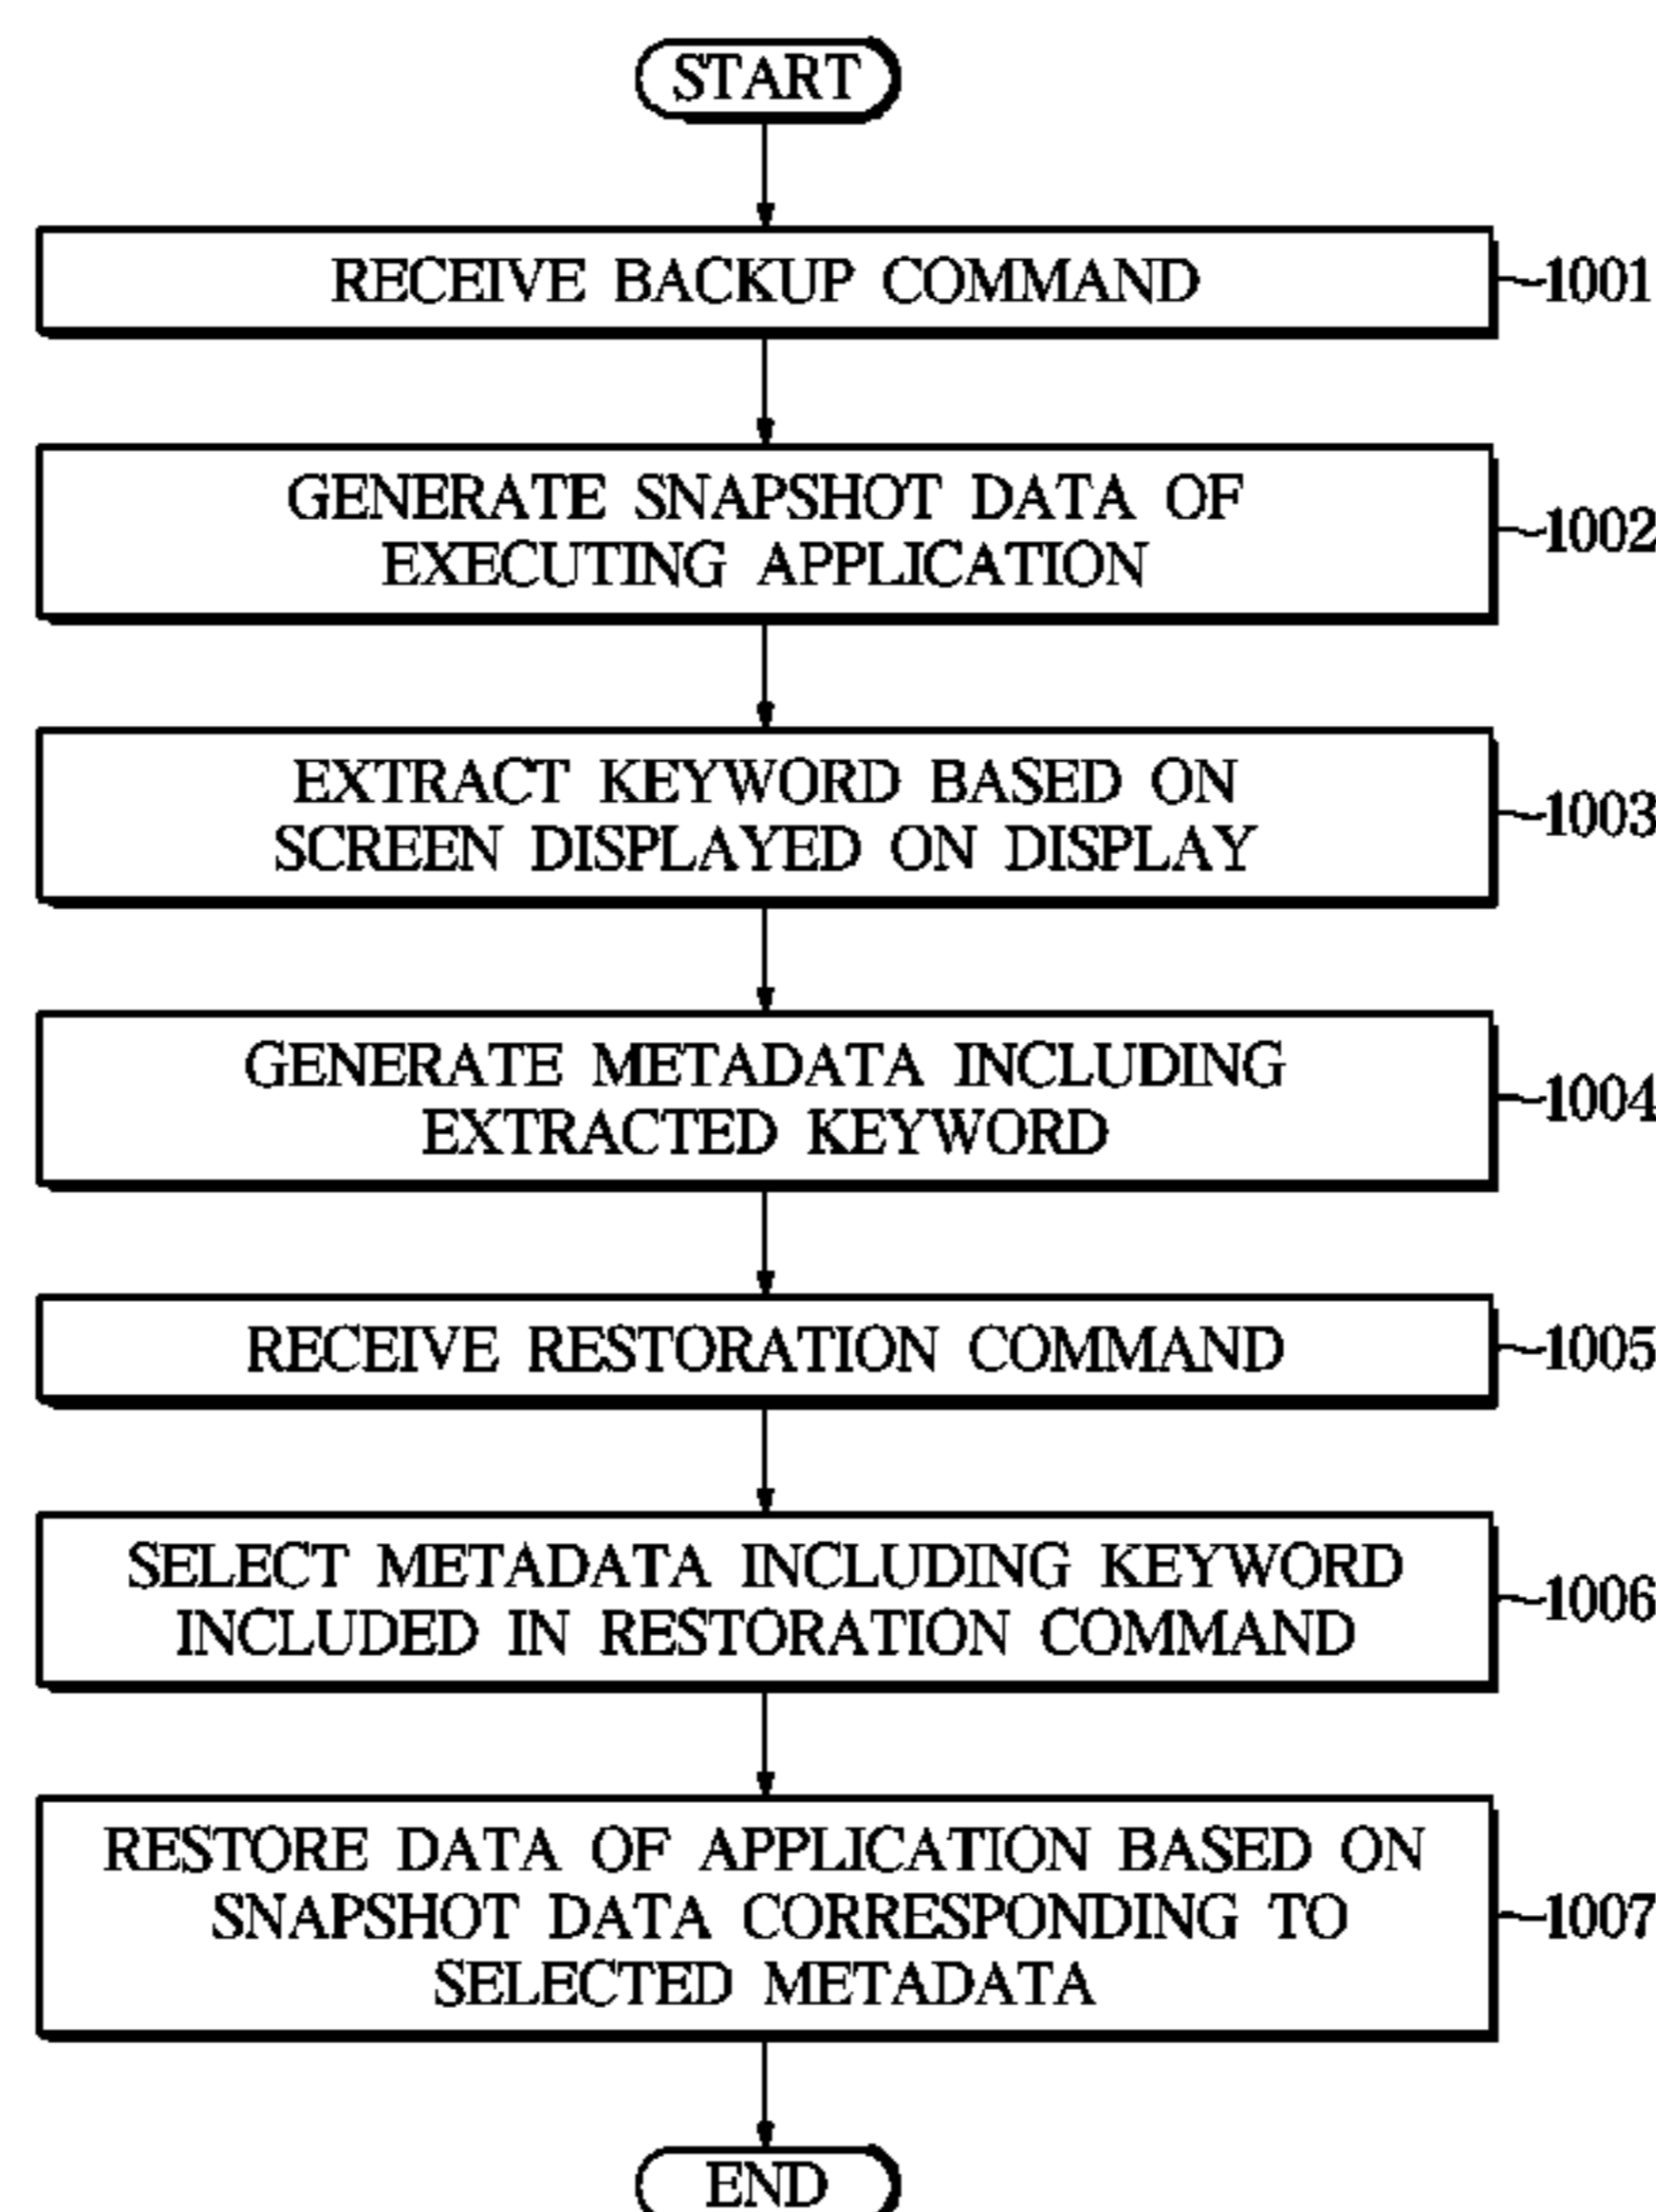 START
RECEIVE BACKUP COMMAND
1001
GENERATE SNAPSHOT DATA OF
EXECUTING APPLICATION
1002
EXTRACT KEYWORD BASED ON
SCREEN DISPLAYED ON DISPLAY
1003
GENERATE METADATA INCLUDING
EXTRACTED KEYWORD
1004
RECEIVE RESTORATION COMMAND
1005
SELECT METADATA INCLUDING KEYWORD
INCLUDED IN RESTORATION COMMAND
1006
RESTORE DATA OF APPLICATION BASED ON
SNAPSHOT DATA CORRESPONDING TO
SELECTED METADATA
1007
END